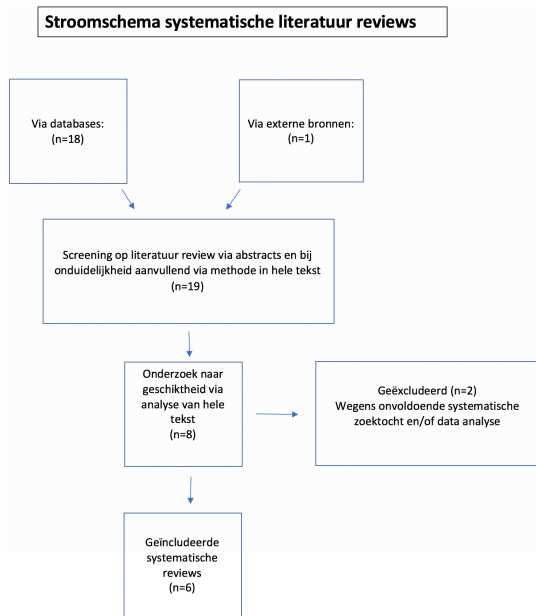 Stroomschema systematische literatuur reviews
Via databases:
(n=18)
Via externe bronnen:
(n=1)
Screening op literatuur review via abstracts en bij
onduidelijkheid aanvullend via methode in hele tekst
(n=19)
Onderzoek naar
geschiktheid via
analyse van hele
tekst
(n=8)
Geëxcludeerd (n=2)
Wegens onvoldoende systematische
zoektocht en/of data analyse
Geïncludeerde
systematische
reviews
(n=6)